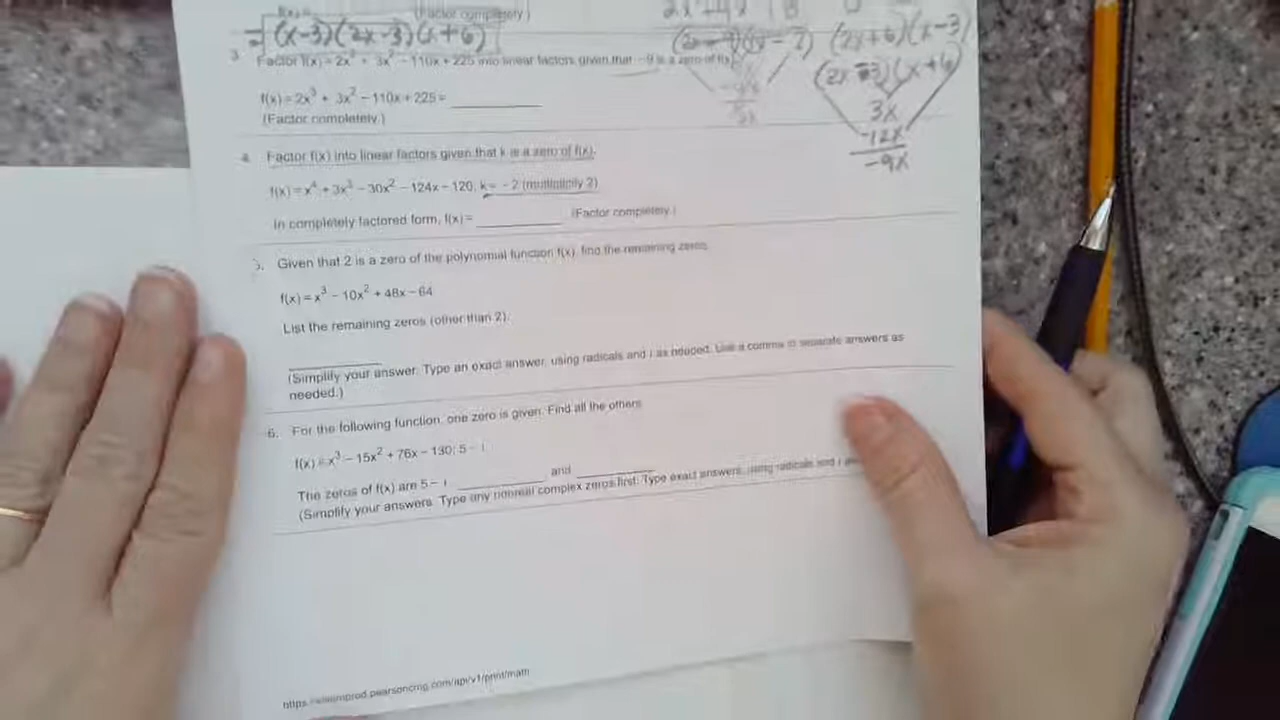 (Factor completely.)
= (x-3)(2x-3)(x+6)
(2x+6)(x-3)
3. Factor f(x) = 2x³ + 3x² - 110x + 225 into linear factors given that -9 is a zero of f(x).
(2x-3)(x+6)
f(x) = 2x³ + 3x² - 110x + 225 =
(Factor completely.)
3x
-12x
-9x
4. Factor f(x) into linear factors given that k is a zero of f(x).
f(x) = x⁴ + 3x³ - 30x² - 124x - 120; k = -2 (multiplicity 2)
In completely factored form, f(x) = (Factor completely.)
5. Given that 2 is a zero of the polynomial function f(x), find the remaining zeros.
f(x) = x³ - 10x² + 48x - 64
List the remaining zeros (other than 2).
(Simplify your answer. Type an exact answer, using radicals and i as needed. Use a comma to separate answers as
needed.)
6. For the following function, one zero is given. Find all the others.
f(x) = x³ - 15x² + 76x - 130; 5 - i
The zeros of f(x) are 5 - i, and
(Simplify your answers. Type any nonreal complex zeros first. Type exact answers, using radicals and i